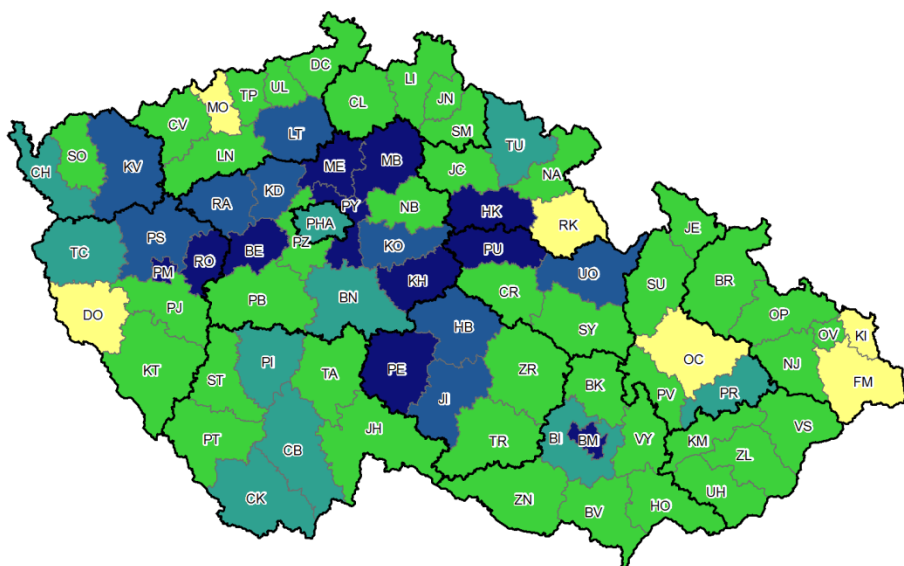 DC
LI
UL
TP
CL
JN
MO
CV
SM
LT
TU
LN
MB
SO
ME
JC
CH
KV
NA
KD
RA
PY
NB
HK
PHA
RK
JE
PS
BE
PZ
KO
PU
TC
RO
PM
UO
BR
KH
SU
CR
BN
PJ
PB
OP
DO
HB
SY
OV
KI
OC
PI
NJ
KT
ST
TA
PE
ZR
FM
BK
PR
PV
JI
PT
JH
VS
CB
TR
BI
BM
VY
KM
ZL
UH
CK
ZN
HO
BV